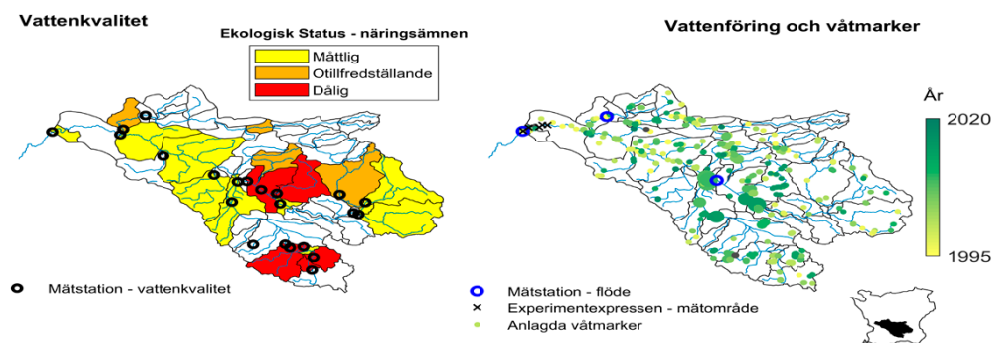 Vattenkvalitet
Ekologisk Status - näringsämnen
Måttlig
Otillfredställande
Dålig
Mätstation - vattenkvalitet
Vattenföring och våtmarker
År
2020
1995
Mätstation - flöde
Experimentexpressen - mätområde
Anlagda våtmarker